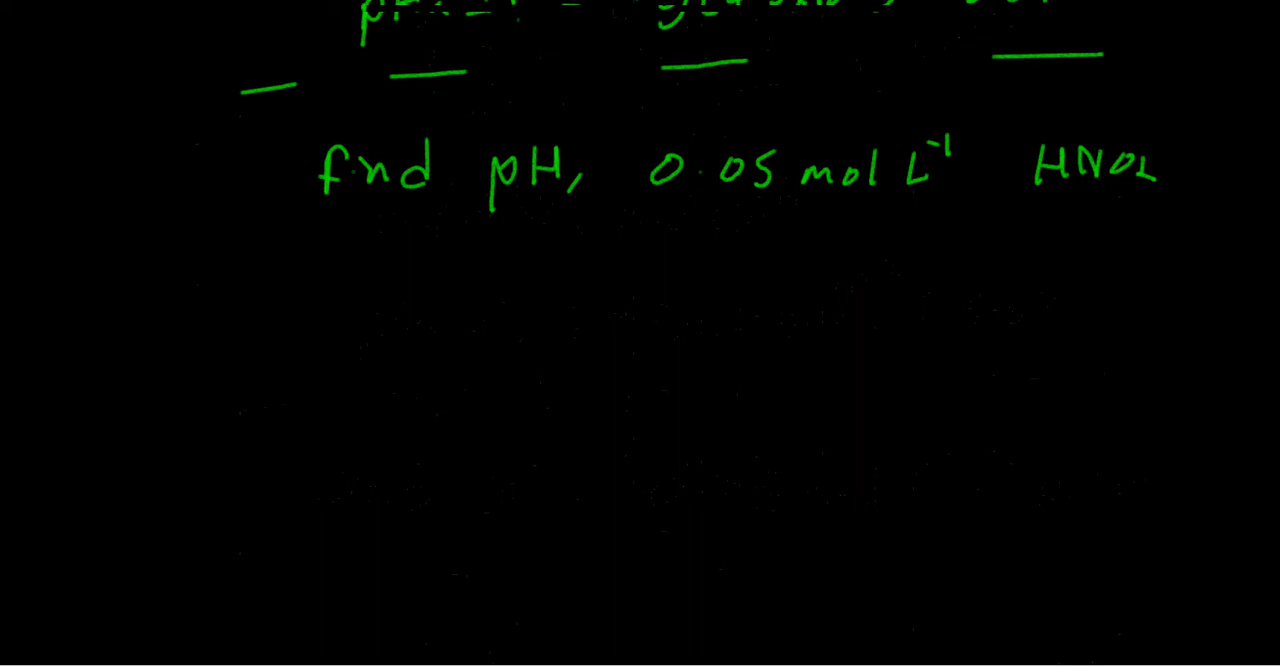 find pH, 0.05 mol L⁻¹ HNO₂